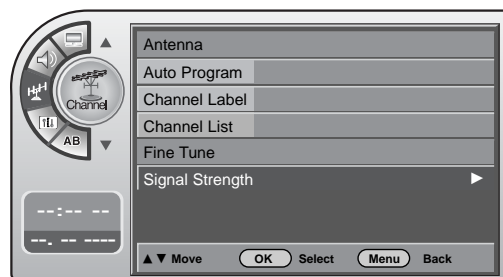 Channel
AB
--:-- --
--. -- ----
Antenna
Auto Program
Channel Label
Channel List
Fine Tune
Signal Strength ►
▲▼ Move OK Select Menu Back